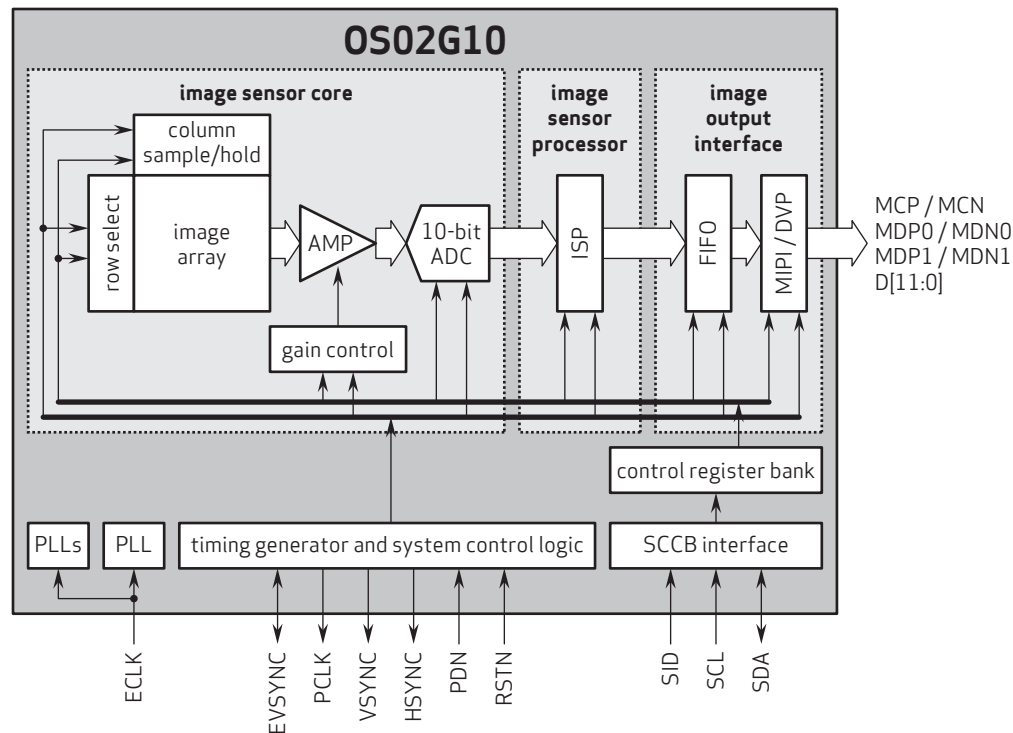 OS02G10
image sensor core
image
sensor
processor
image
output
interface
column
sample/hold
row select
image
array
AMP
10-bit
ADC
ISP
FIFO
MIPI / DVP
MCP / MCN
MDP0 / MDN0
MDP1 / MDN1
D[11:0]
gain control
control register bank
PLLs
PLL
timing generator and system control logic
SCCB interface
ECLK
EVSYNC
PCLK
VSYNC
HSYNC
PDN
RSTN
SID
SCL
SDA